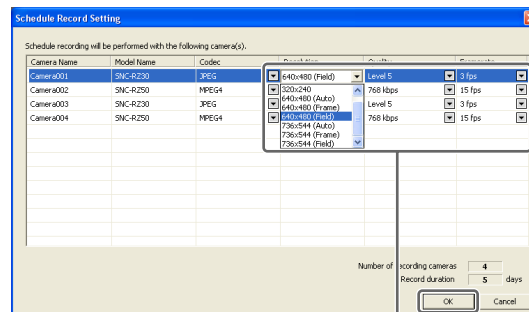 Schedule Record Setting
Schedule recording will be performed with the following camera(s).
Camera Name Model Name Codec Resolution Quality Framerate
Camera001 SNC-RZ30 JPEG 640x480 (Field) Level 5 3 fps
Camera002 SNC-RZ50 MPEG4 768 kbps 15 fps
Camera003 SNC-RZ30 JPEG Level 5 3 fps
Camera004 SNC-RZ50 MPEG4 768 kbps 15 fps
320x240
640x480 (Auto)
640x480 (Frame)
640x480 (Field)
736x544 (Auto)
736x544 (Frame)
736x544 (Field)
Number of recording cameras 4
Record duration 5 days
OK Cancel